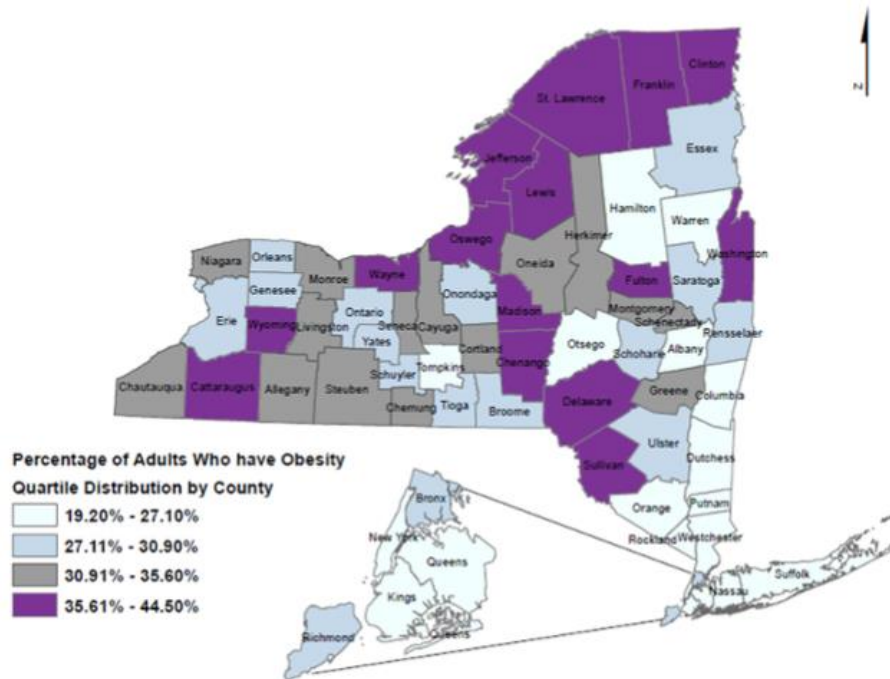 Clinton
Franklin
St. Lawrence
Essex
Jefferson
Lewis
Hamilton
Warren
Herkimer
Oswego
Washington
Oneida
Niagara
Orleans
Wayne
Fulton
Saratoga
Monroe
Genesee
Onondaga
Madison
Montgomery
Ontario
Erie
Wyoming
Livingston
Seneca
Cayuga
Schenectady
Rensselaer
Yates
Otsego
Albany
Cortland
Schoharie
Chenango
Tompkins
Schuyler
Chautauqua
Cattaraugus
Allegany
Steuben
Greene
Columbia
Chemung
Tioga
Broome
Delaware
Ulster
Dutchess
Sullivan
Percentage of Adults Who have Obesity
Quartile Distribution by County
19.20% - 27.10%
27.11% - 30.90%
30.91% - 35.60%
35.61% - 44.50%
Bronx
Putnam
Orange
Westchester
Rockland
New York
Queens
Suffolk
Nassau
Kings
Queens
Richmond
N